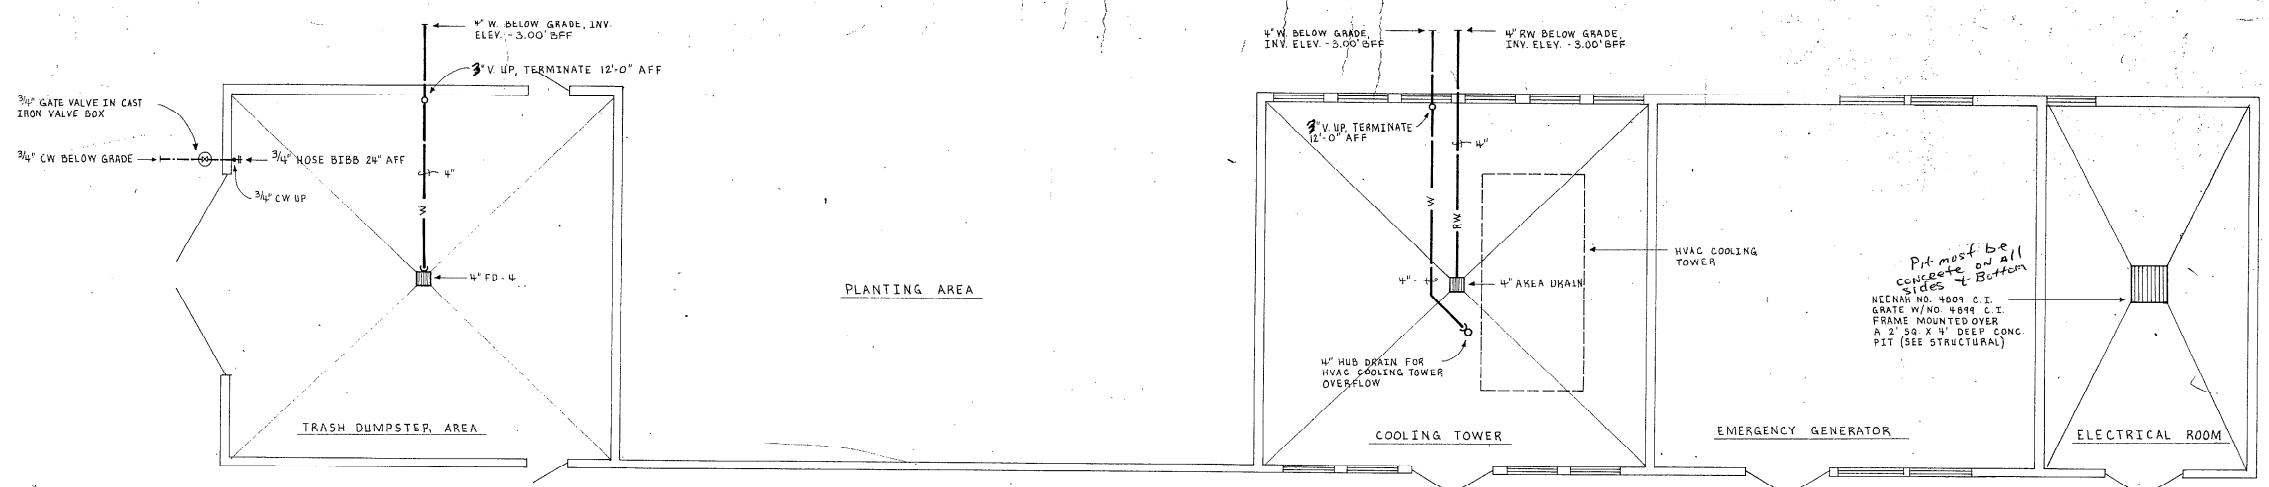 4" W. BELOW GRADE, INV.
ELEV. -3.00' BFF
3" V. UP, TERMINATE 12'-0" AFF
3/4" GATE VALVE IN CAST
IRON VALVE BOX
3/4" CW BELOW GRADE
3/4" HOSE BIBB 24" AFF
3/4" CW UP
4"
W
4" FD-4
TRASH DUMPSTER AREA
PLANTING AREA
4" W. BELOW GRADE,
INV. ELEV. -3.00' BFF
4" RW BELOW GRADE,
INV. ELEV. -3.00' BFF
3" V. UP, TERMINATE
12'-0" AFF
4"
W
RW
4"
4" AREA DRAIN
HVAC COOLING
TOWER
4" HUB DRAIN FOR
HVAC COOLING TOWER
OVERFLOW
COOLING TOWER
EMERGENCY GENERATOR
Pit must be
concrete on all
sides + Bottom
NEENAH NO. 4009 C.I.
GRATE W/NO. 4899 C.I.
FRAME MOUNTED OVER
A 2' SQ. X 4' DEEP CONC.
PIT (SEE STRUCTURAL)
ELECTRICAL ROOM